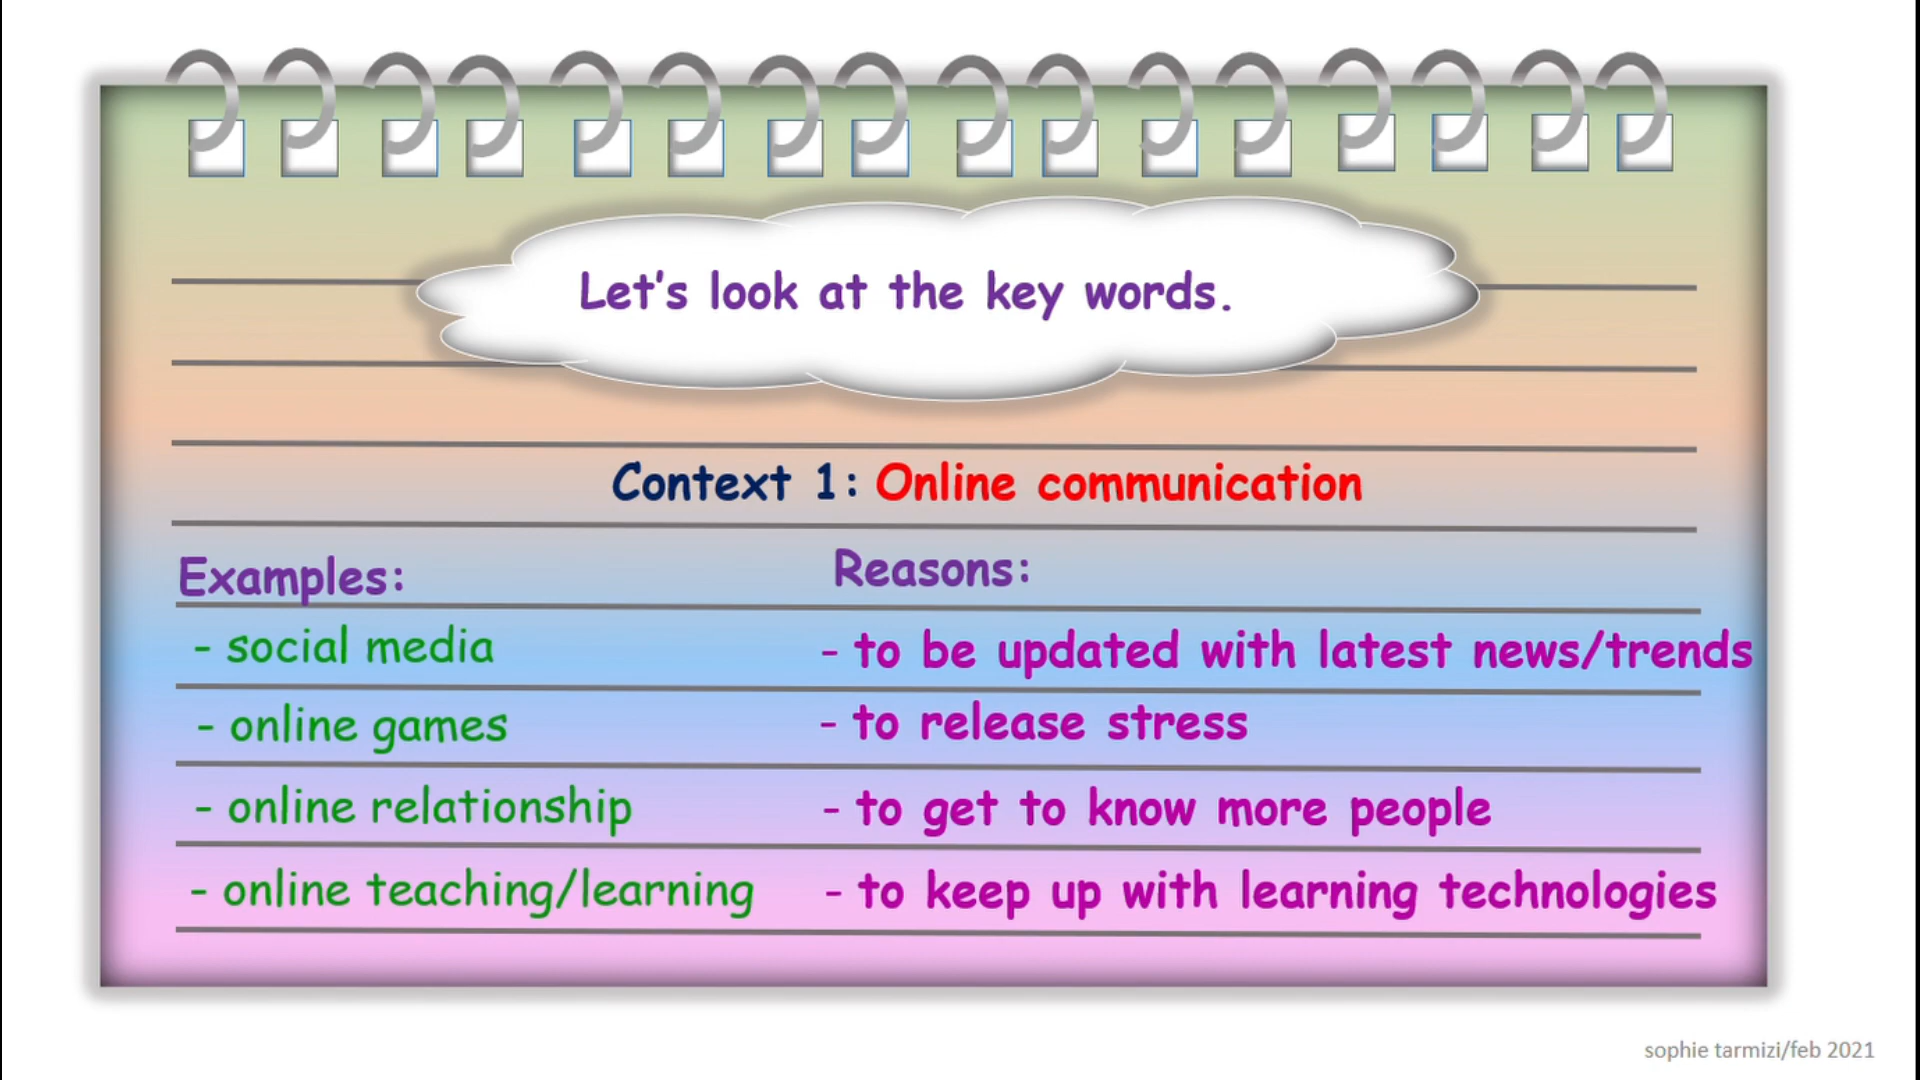 Let's look at the key words.
Context 1: Online communication
Examples:
Reasons:
- social media
- to be updated with latest news/trends
- online games
- to release stress
- online relationship
- to get to know more people
- online teaching/learning
- to keep up with learning technologies
sophie tarmizi/feb 2021